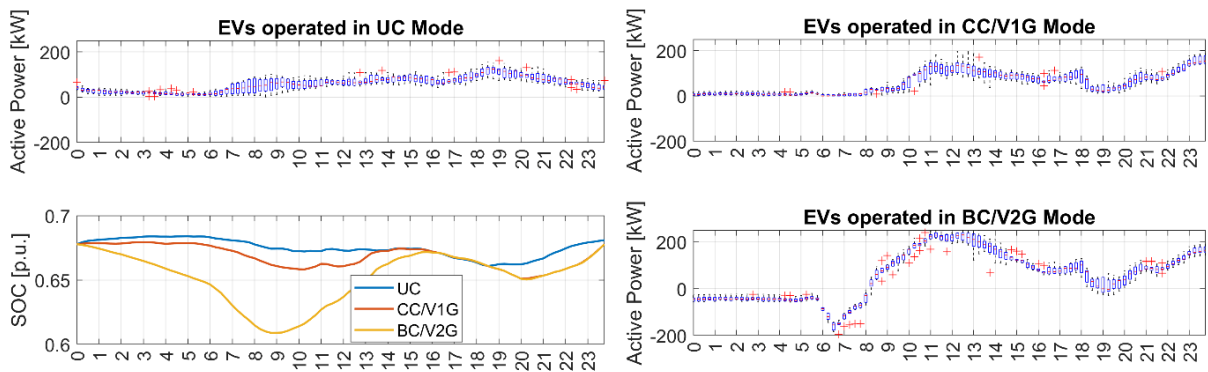 EVs operated in UC Mode
Active Power [kW]
200
0
-200
0 1 2 3 4 5 6 7 8 9 10 11 12 13 14 15 16 17 18 19 20 21 22 23
EVs operated in CC/V1G Mode
Active Power [kW]
200
0
-200
0 1 2 3 4 5 6 7 8 9 10 11 12 13 14 15 16 17 18 19 20 21 22 23
SOC [p.u.]
0.7
0.65
0.6
UC
CC/V1G
BC/V2G
0 1 2 3 4 5 6 7 8 9 10 11 12 13 14 15 16 17 18 19 20 21 22 23
EVs operated in BC/V2G Mode
Active Power [kW]
200
0
-200
0 1 2 3 4 5 6 7 8 9 10 11 12 13 14 15 16 17 18 19 20 21 22 23